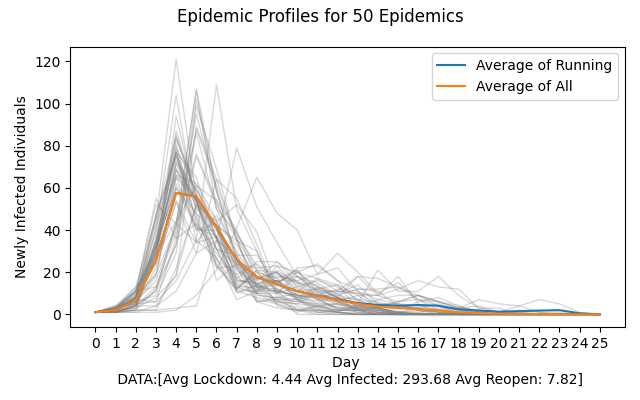 Epidemic Profiles for 50 Epidemics
Newly Infected Individuals
120
100
80
60
40
20
0
Average of Running
Average of All
0 1 2 3 4 5 6 7 8 9 10 11 12 13 14 15 16 17 18 19 20 21 22 23 24 25
Day
DATA:[Avg Lockdown: 4.44 Avg Infected: 293.68 Avg Reopen: 7.82]